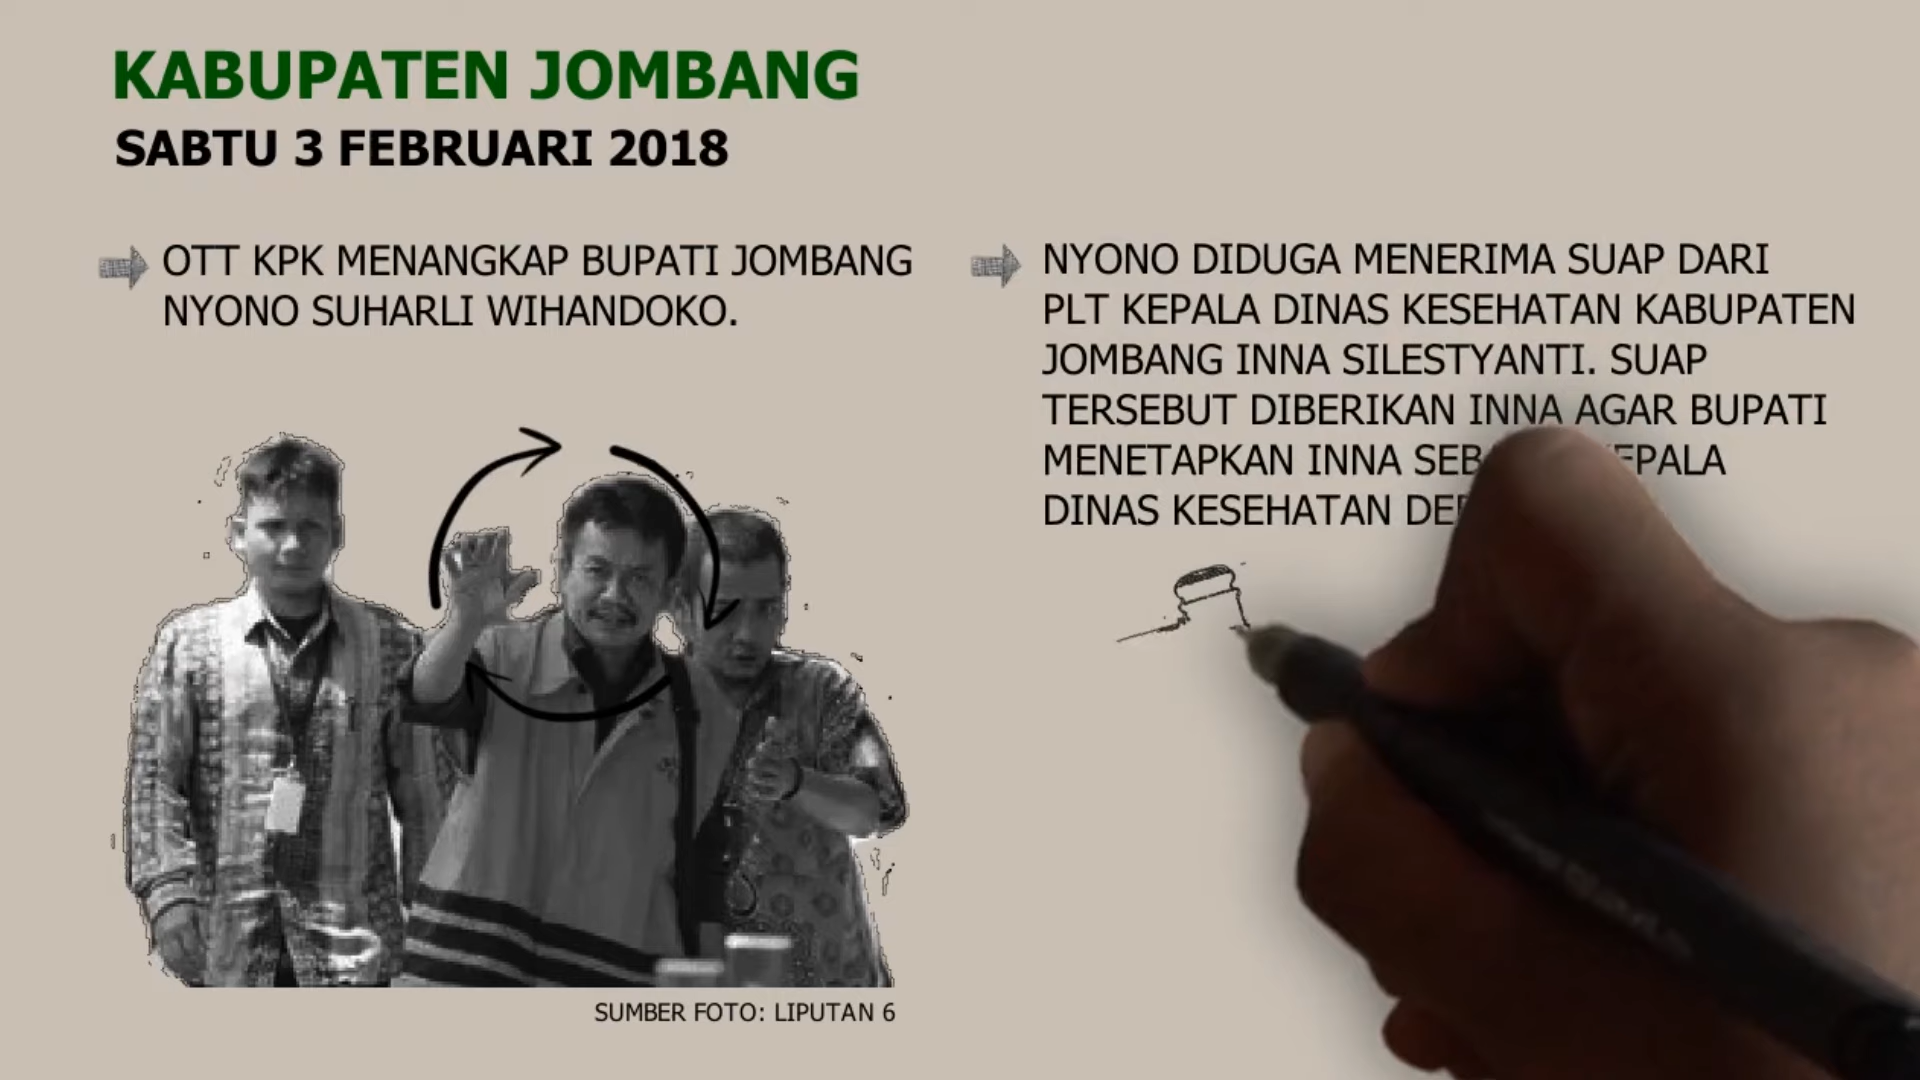 KABUPATEN JOMBANG
SABTU 3 FEBRUARI 2018
OTT KPK MENANGKAP BUPATI JOMBANG
NYONO SUHARLI WIHANDOKO.
NYONO DIDUGA MENERIMA SUAP DARI
PLT KEPALA DINAS KESEHATAN KABUPATEN
JOMBANG INNA SILESTYANTI. SUAP
TERSEBUT DIBERIKAN INNA AGAR BUPATI
MENETAPKAN INNA
DINAS KESEHATAN
SUMBER FOTO: LIPUTAN 6